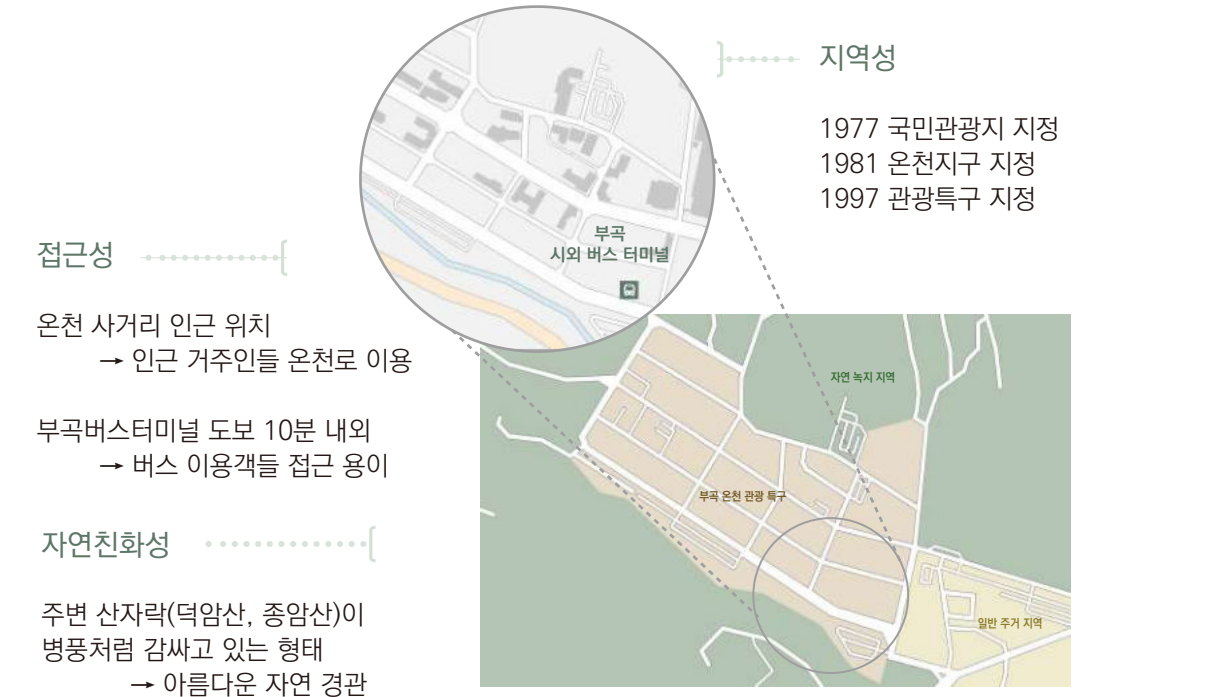 지역성
1977 국민관광지 지정
1981 온천지구 지정
1997 관광특구 지정
부곡
시외 버스 터미널
접근성
온천 사거리 인근 위치
→ 인근 거주인들 온천로 이용
부곡버스터미널 도보 10분 내외
→ 버스 이용객들 접근 용이
자연친화성
주변 산자락(덕암산, 종암산)이
병풍처럼 감싸고 있는 형태
→ 아름다운 자연 경관
자연 녹지 지역
부곡 온천 관광 특구
일반 주거 지역